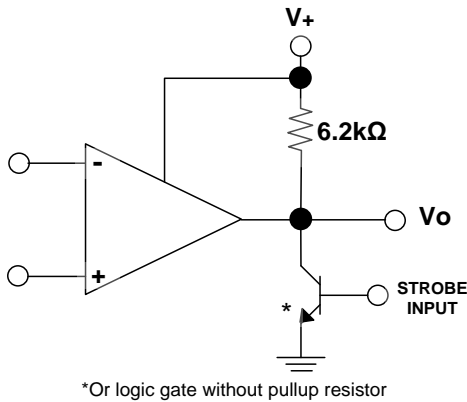 V+
6.2kΩ
-
Vo
+
STROBE
INPUT
*
*Or logic gate without pullup resistor